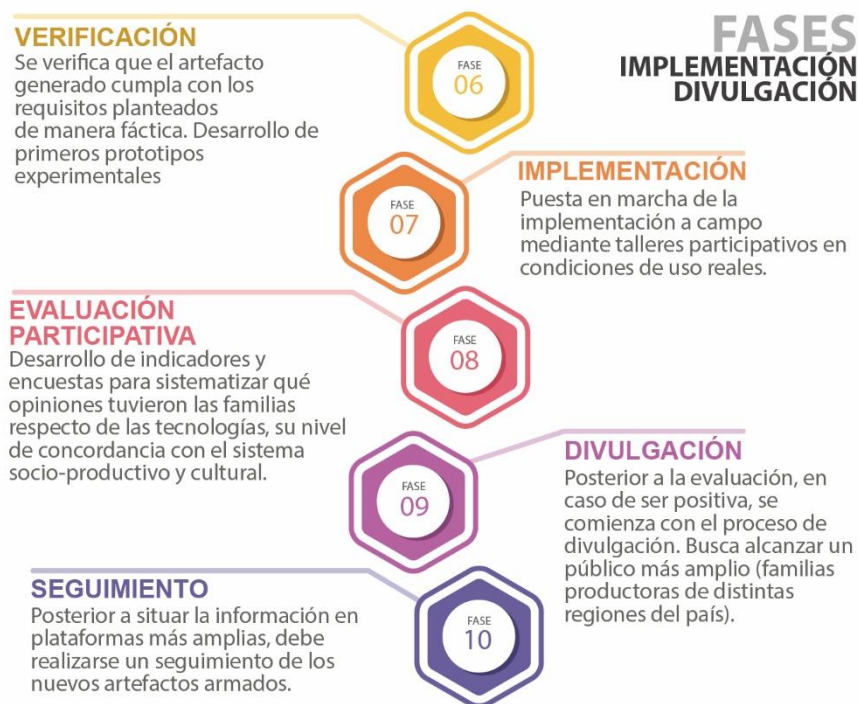 FASES
IMPLEMENTACIÓN
DIVULGACIÓN
VERIFICACIÓN
Se verifica que el artefacto
generado cumpla con los
requisitos planteados
de manera fáctica. Desarrollo de
primeros prototipos
experimentales
FASE
06
IMPLEMENTACIÓN
Puesta en marcha de la
implementación a campo
mediante talleres participativos en
condiciones de uso reales.
FASE
07
EVALUACIÓN
PARTICIPATIVA
Desarrollo de indicadores y
encuestas para sistematizar qué
opiniones tuvieron las familias
respecto de las tecnologías, su nivel
de concordancia con el sistema
socio-productivo y cultural.
FASE
08
DIVULGACIÓN
Posterior a la evaluación, en
caso de ser positiva, se
comienza con el proceso de
divulgación. Busca alcanzar un
público más amplio (familias
productoras de distintas
regiones del país).
FASE
09
SEGUIMIENTO
Posterior a situar la información en
plataformas más amplias, debe
realizarse un seguimiento de los
nuevos artefactos armados.
FASE
10